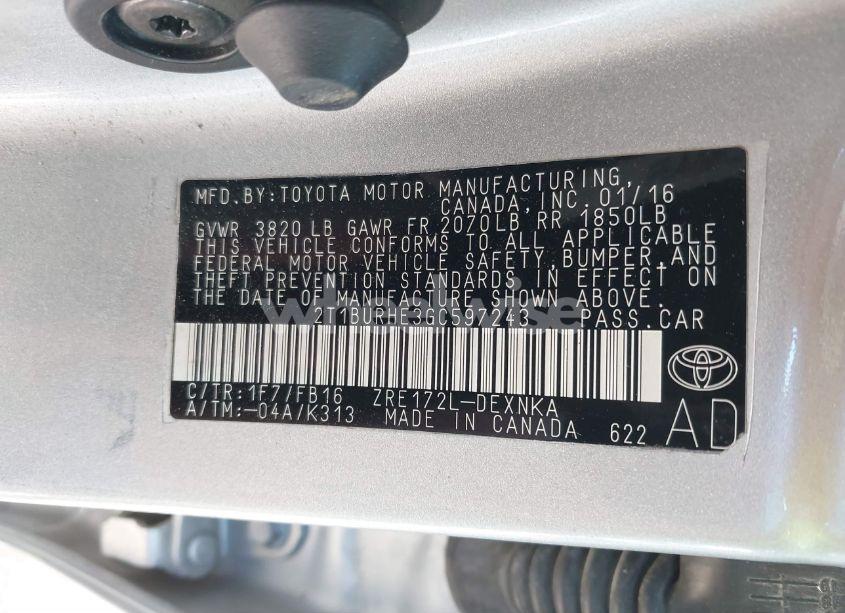 MFD. BY: TOYOTA MOTOR MANUFACTURING,
CANADA, INC. 01/16
GVWR 3820 LB GAWR FR 2070LB RR 1850LB
THIS VEHICLE CONFORMS TO ALL APPLICABLE
FEDERAL MOTOR VEHICLE SAFETY, BUMPER, AND
THEFT PREVENTION STANDARDS IN EFFECT ON
THE DATE OF MANUFACTURE SHOWN ABOVE.
2T1BURHE3GC597243 PASS. CAR
C/TR: 1F7/FB16 ZRE172L-DEXNKA
A/TM: -04A/K313 MADE IN CANADA 622
AD